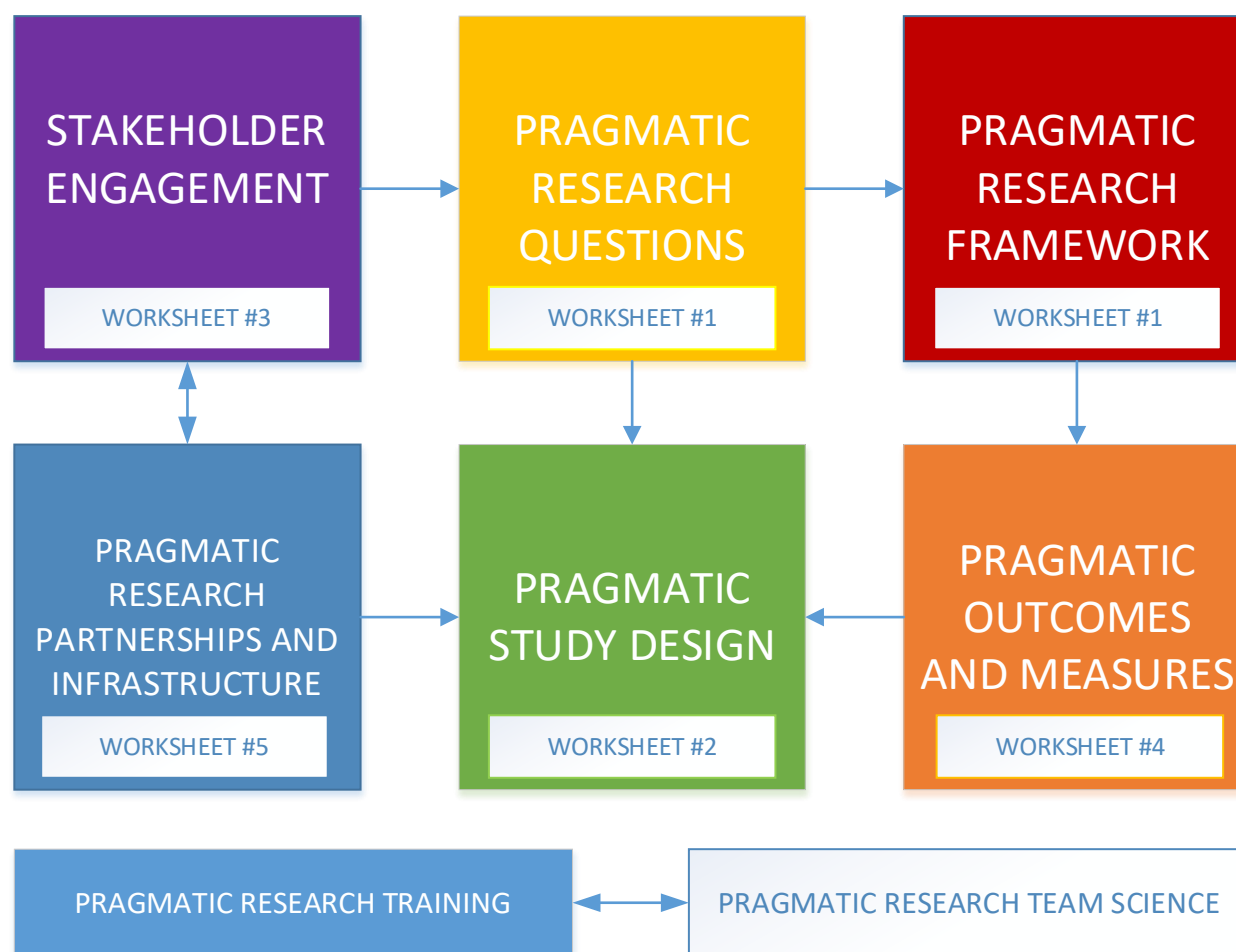 STAKEHOLDER
ENGAGEMENT
WORKSHEET #3
PRAGMATIC
RESEARCH
QUESTIONS
WORKSHEET #1
PRAGMATIC
RESEARCH
FRAMEWORK
WORKSHEET #1
PRAGMATIC
RESEARCH
PARTNERSHIPS AND
INFRASTRUCTURE
WORKSHEET #5
PRAGMATIC
STUDY DESIGN
WORKSHEET #2
PRAGMATIC
OUTCOMES
AND MEASURES
WORKSHEET #4
PRAGMATIC RESEARCH TRAINING
PRAGMATIC RESEARCH TEAM SCIENCE